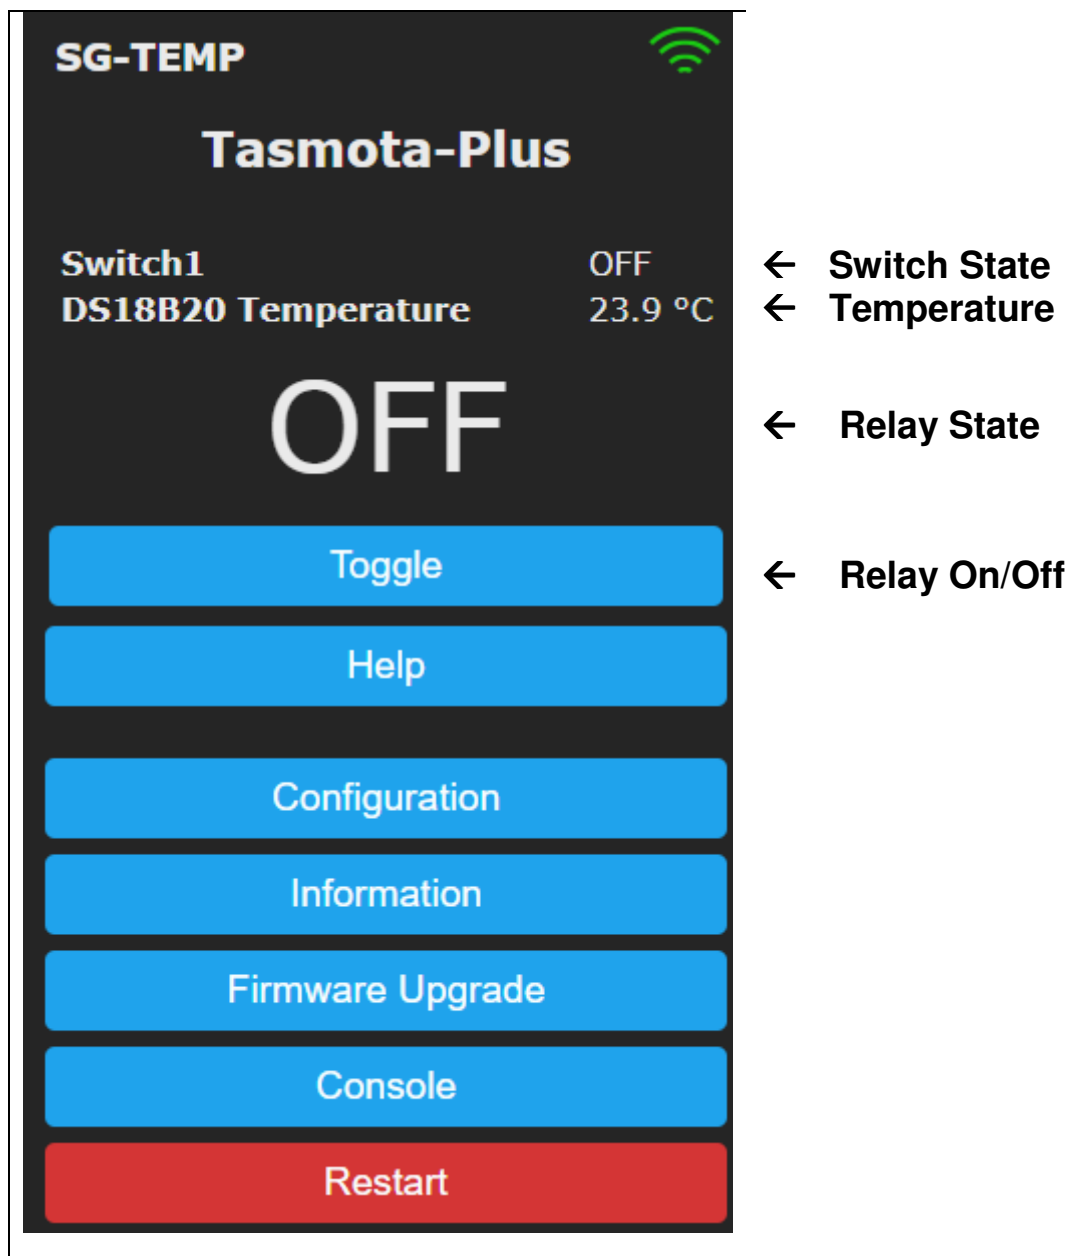 SG-TEMP
Tasmota-Plus
Switch1 OFF ← Switch State
DS18B20 Temperature 23.9 °C ← Temperature
OFF ← Relay State
Toggle ← Relay On/Off
Help
Configuration
Information
Firmware Upgrade
Console
Restart